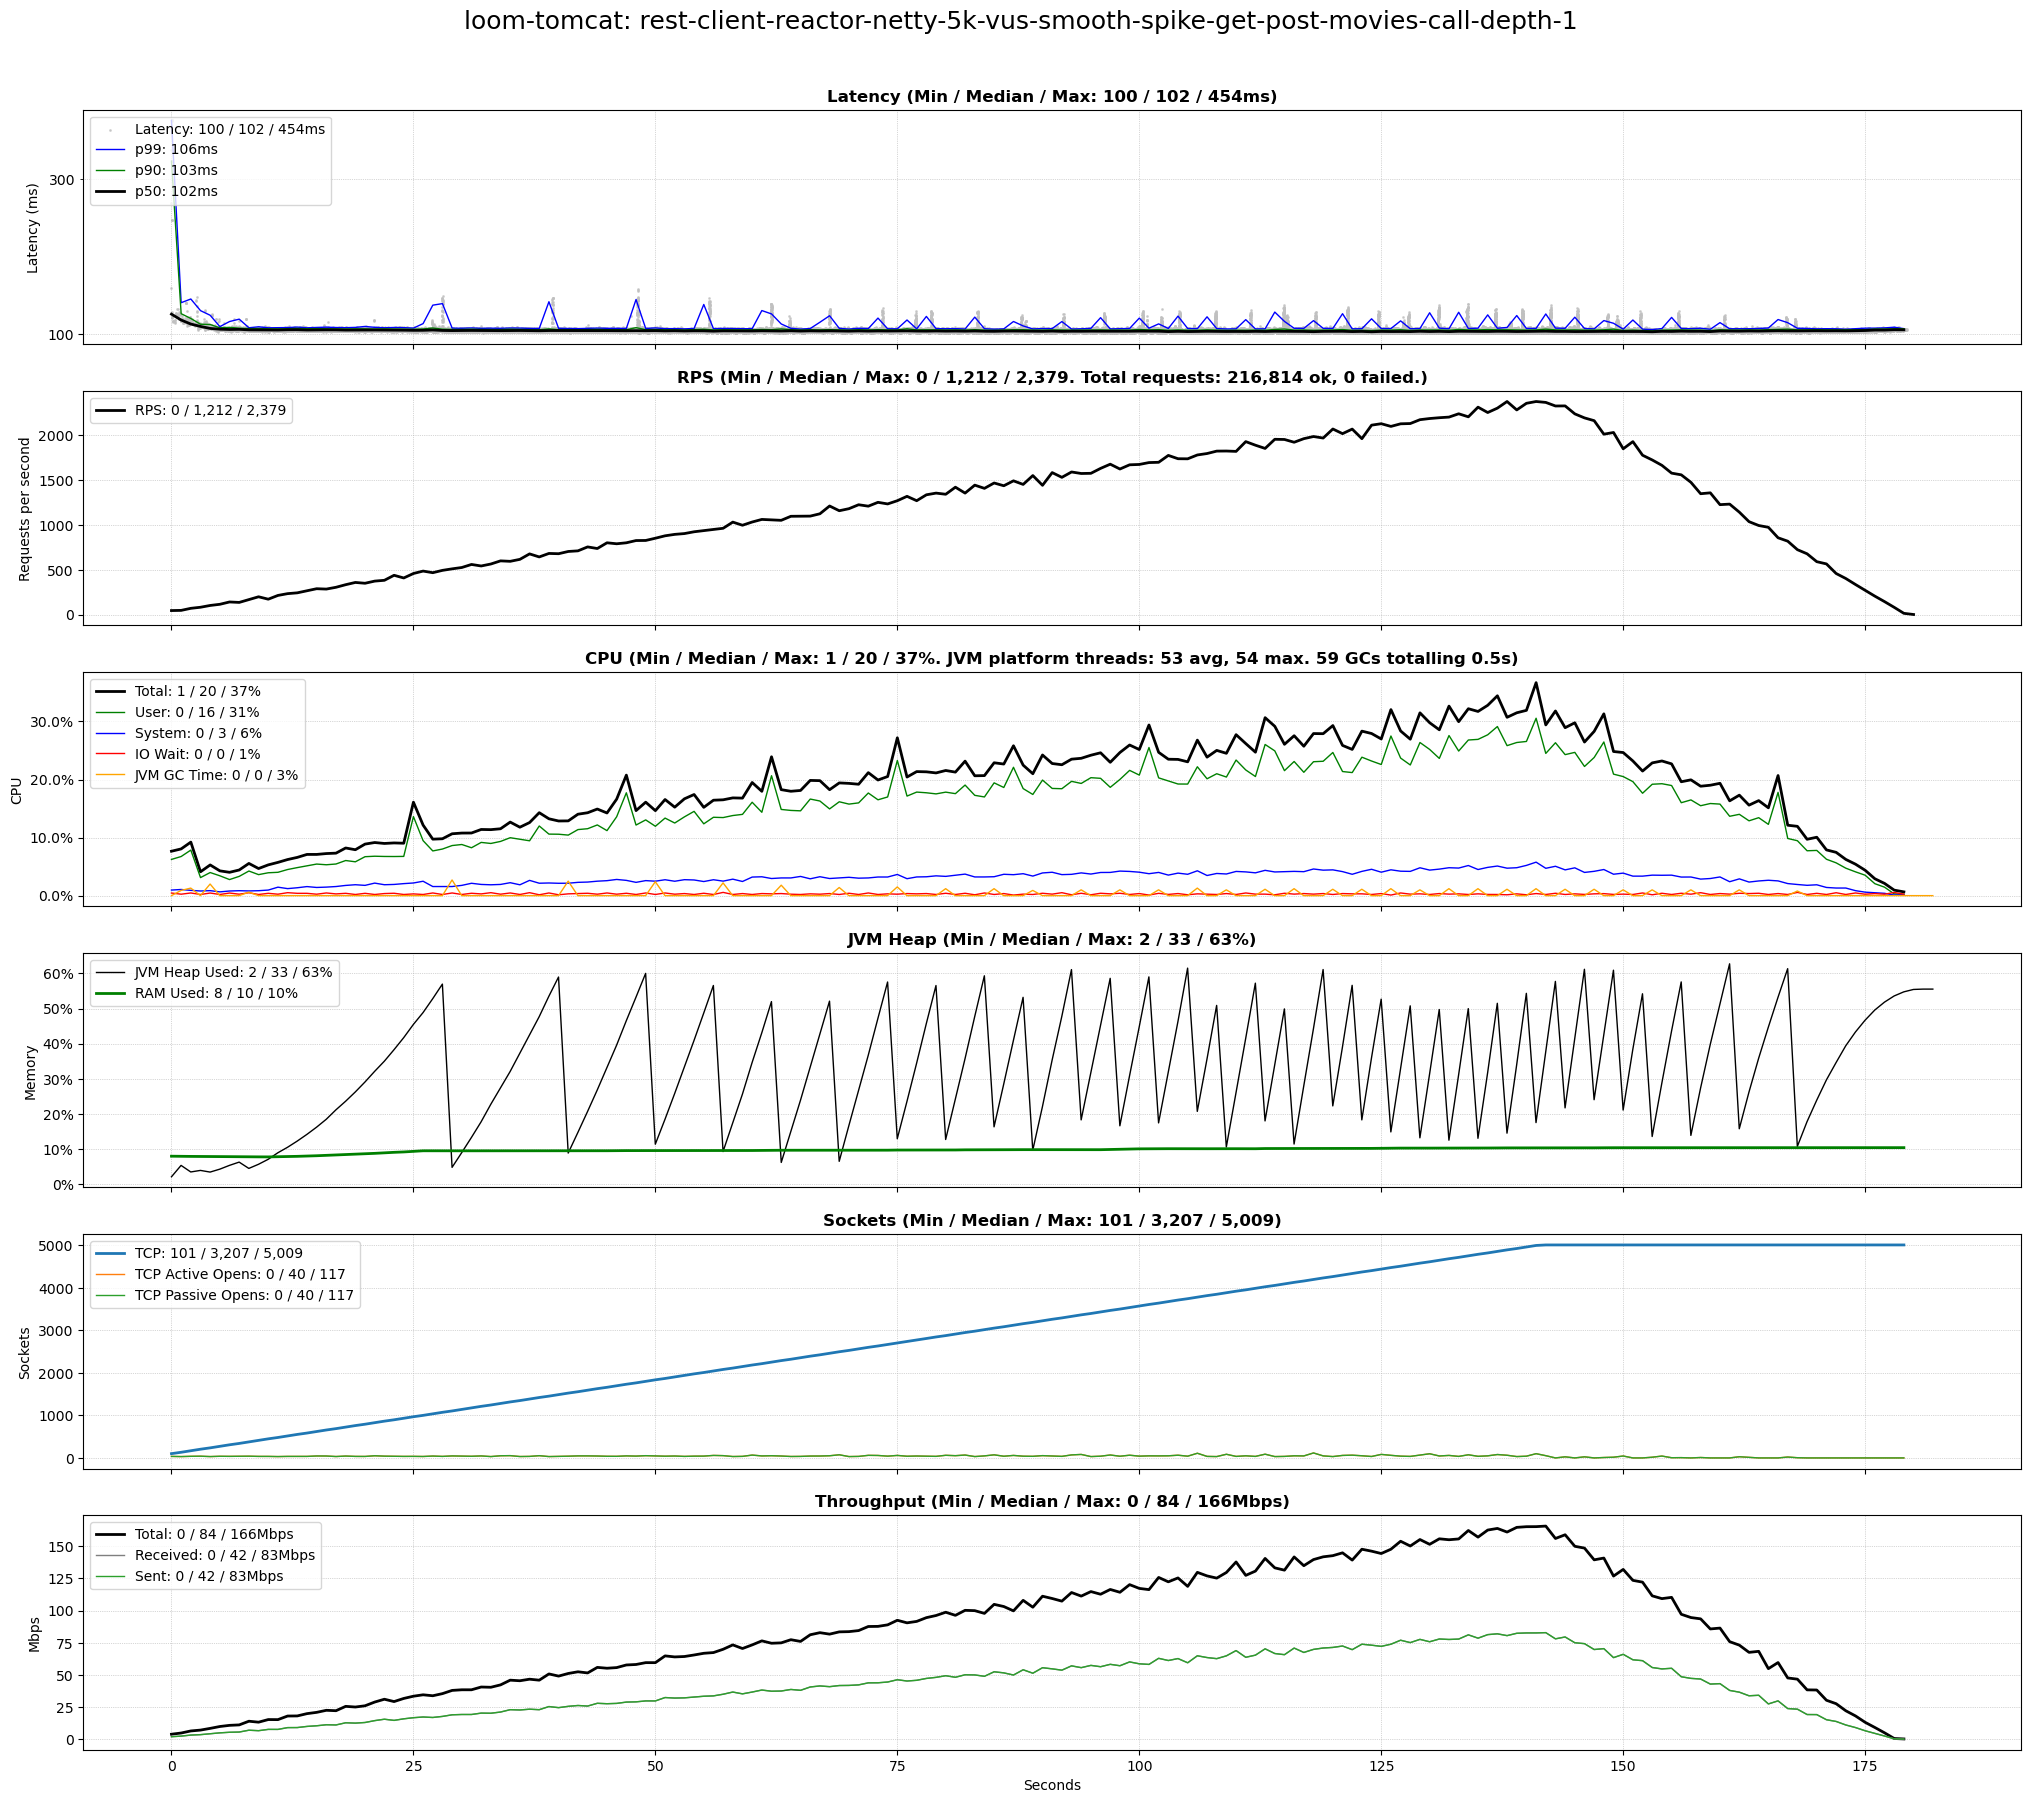 loom-tomcat: rest-client-reactor-netty-5k-vus-smooth-spike-get-post-movies-call-depth-1
Latency (Min / Median / Max: 100 / 102 / 454ms)
Latency: 100 / 102 / 454ms
p99: 106ms
p90: 103ms
p50: 102ms
300
100
Latency (ms)
RPS (Min / Median / Max: 0 / 1,212 / 2,379. Total requests: 216,814 ok, 0 failed.)
RPS: 0 / 1,212 / 2,379
2000
1500
1000
500
0
Requests per second
CPU (Min / Median / Max: 1 / 20 / 37%. JVM platform threads: 53 avg, 54 max. 59 GCs totalling 0.5s)
Total: 1 / 20 / 37%
User: 0 / 16 / 31%
System: 0 / 3 / 6%
IO Wait: 0 / 0 / 1%
JVM GC Time: 0 / 0 / 3%
30.0%
20.0%
10.0%
0.0%
CPU
JVM Heap (Min / Median / Max: 2 / 33 / 63%)
JVM Heap Used: 2 / 33 / 63%
RAM Used: 8 / 10 / 10%
60%
50%
40%
30%
20%
10%
0%
Memory
Sockets (Min / Median / Max: 101 / 3,207 / 5,009)
TCP: 101 / 3,207 / 5,009
TCP Active Opens: 0 / 40 / 117
TCP Passive Opens: 0 / 40 / 117
5000
4000
3000
2000
1000
0
Sockets
Throughput (Min / Median / Max: 0 / 84 / 166Mbps)
Total: 0 / 84 / 166Mbps
Received: 0 / 42 / 83Mbps
Sent: 0 / 42 / 83Mbps
150
125
100
75
50
25
0
Mbps
0 25 50 75 100 125 150 175
Seconds